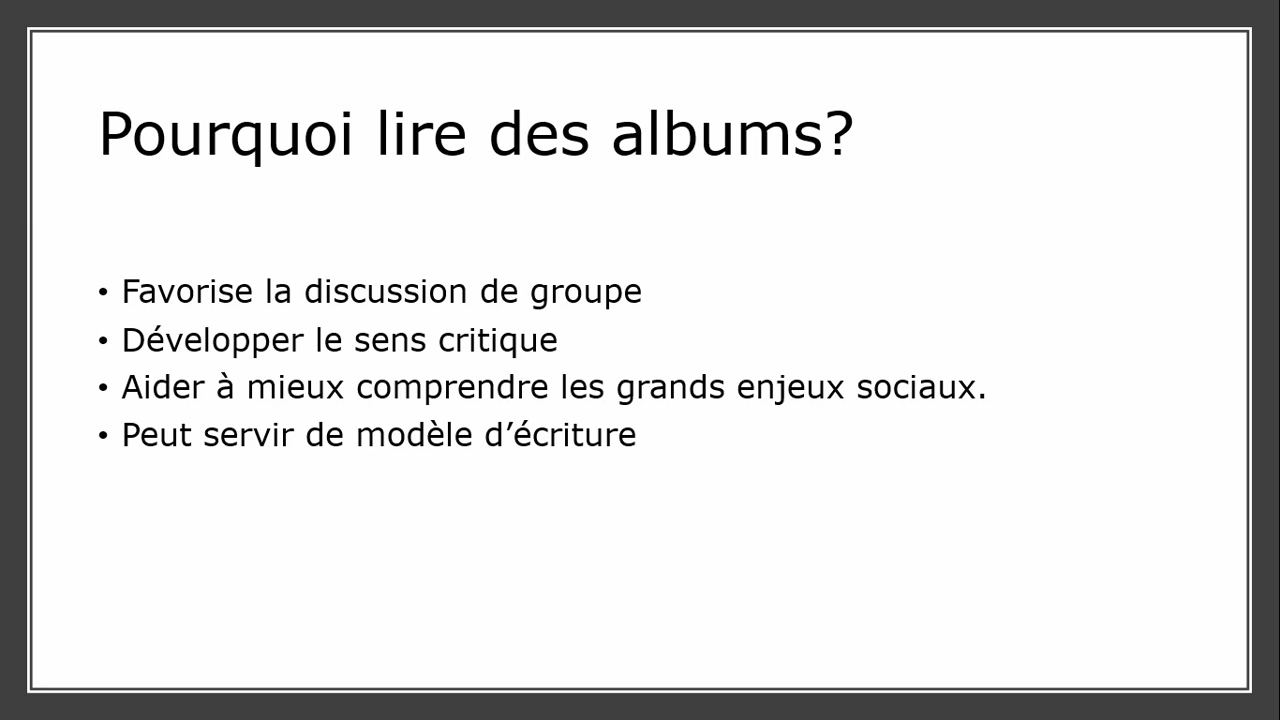 Pourquoi lire des albums?
• Favorise la discussion de groupe
• Développer le sens critique
• Aider à mieux comprendre les grands enjeux sociaux.
• Peut servir de modèle d’écriture